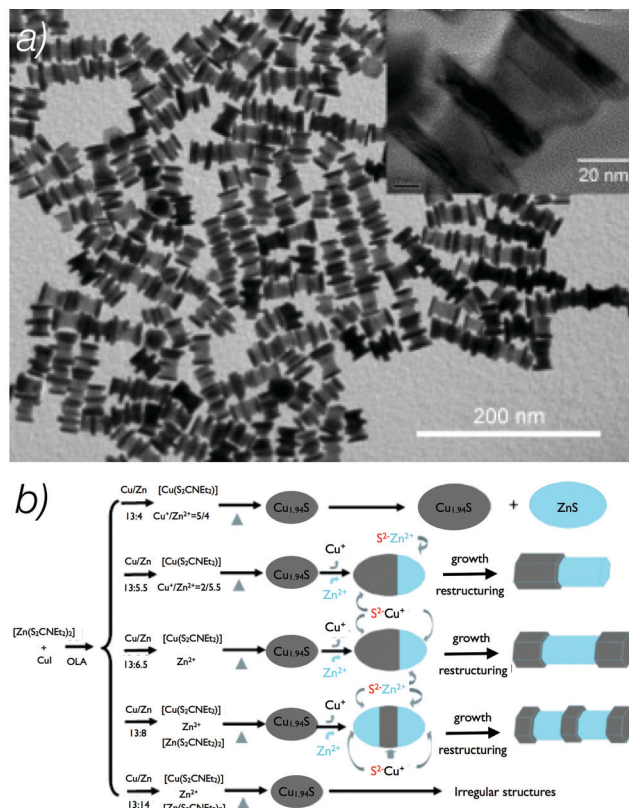 a)
20 nm
200 nm
b)
Cu/Zn
13:4
[Cu(S₂CNEt₂)]
Cu⁺/Zn²⁺=5/4
Cu₁.₉₄S
Cu₁.₉₄S
+
ZnS
Cu/Zn
13:5.5
[Cu(S₂CNEt₂)]
Cu⁺/Zn²⁺=2/5.5
Cu₁.₉₄S
Cu⁺
Zn²⁺
S²⁻Zn²⁺
growth
restructuring
S²⁻Cu⁺
[Zn(S₂CNEt₂)₂]
+
CuI
OLA
Cu/Zn
13:6.5
[Cu(S₂CNEt₂)]
Zn²⁺
Cu₁.₉₄S
Cu⁺
Zn²⁺
growth
restructuring
S²⁻Zn²⁺
Cu/Zn
13:8
[Cu(S₂CNEt₂)]
Zn²⁺
[Zn(S₂CNEt₂)₂]
Cu₁.₉₄S
Cu⁺
Zn²⁺
growth
restructuring
S²⁻Cu⁺
Cu/Zn
13:14
[Cu(S₂CNEt₂)]
Zn²⁺
Cu₁.₉₄S
Irregular structures